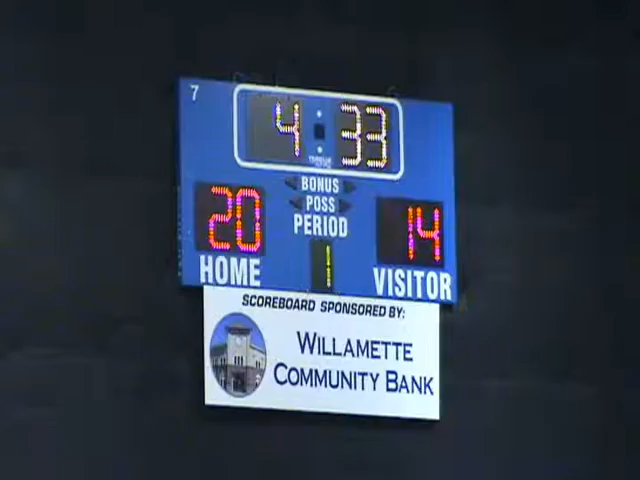 7
4 33
BONUS
POSS
PERIOD
20 1 14
HOME VISITOR
SCOREBOARD SPONSORED BY:
WILLAMETTE
COMMUNITY BANK